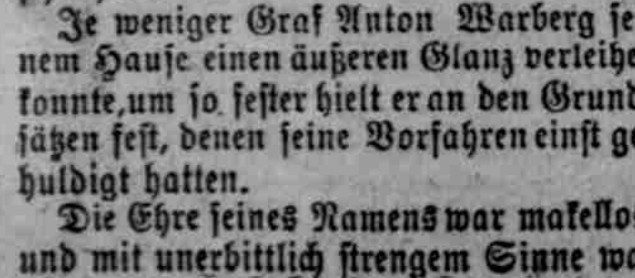 Je weniger Graf Anton Warberg se
nem Hause einen äußeren Glanz verleihe
konnte, um so fester hielt er an den Grund
sätzen fest, denen seine Vorfahren einst ge
huldigt hatten.
Die Ehre seines Namens war makello
und mit unerbittlich strengem Sinne wa